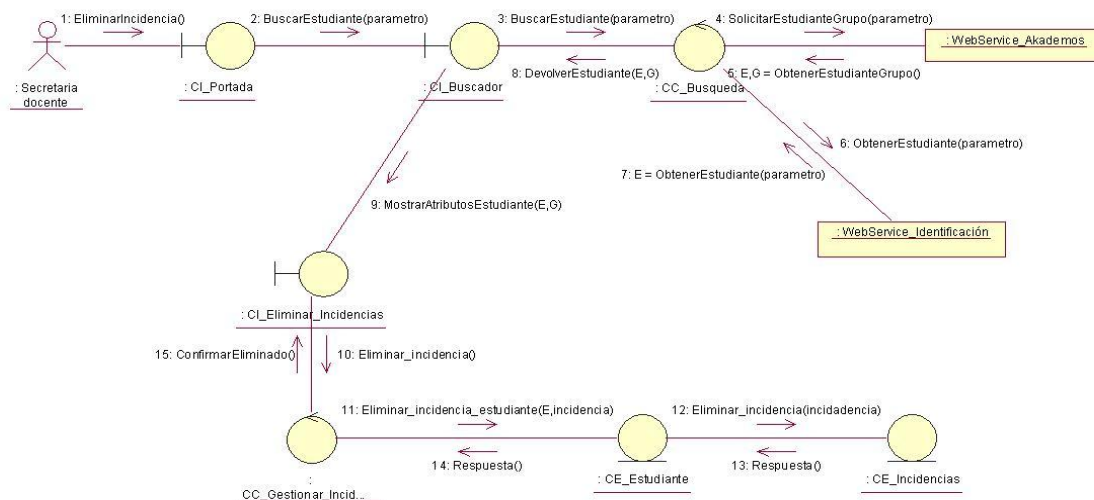 1: EliminarIncidencia()
2: BuscarEstudiante(parametro)
3: BuscarEstudiante(parametro)
4: SolicitarEstudianteGrupo(parametro)
: WebService_Akademos
8: DevolverEstudiante(E,G)
5: E,G = ObtenerEstudianteGrupo()
: Secretaria
docente
: CI_Portada
: CI_Buscador
: CC_Busqueda
6: ObtenerEstudiante(parametro)
7: E = ObtenerEstudiante(parametro)
9: MostrarAtributosEstudiante(E,G)
: WebService_Identificación
: CI_Eliminar_Incidencias
15: ConfirmarEliminado()
10: Eliminar_incidencia()
11: Eliminar_incidencia_estudiante(E,incidencia)
12: Eliminar_incidencia(incidadencia)
14: Respuesta()
13: Respuesta()
:
CC_Gestionar_Incid...
: CE_Estudiante
: CE_Incidencias